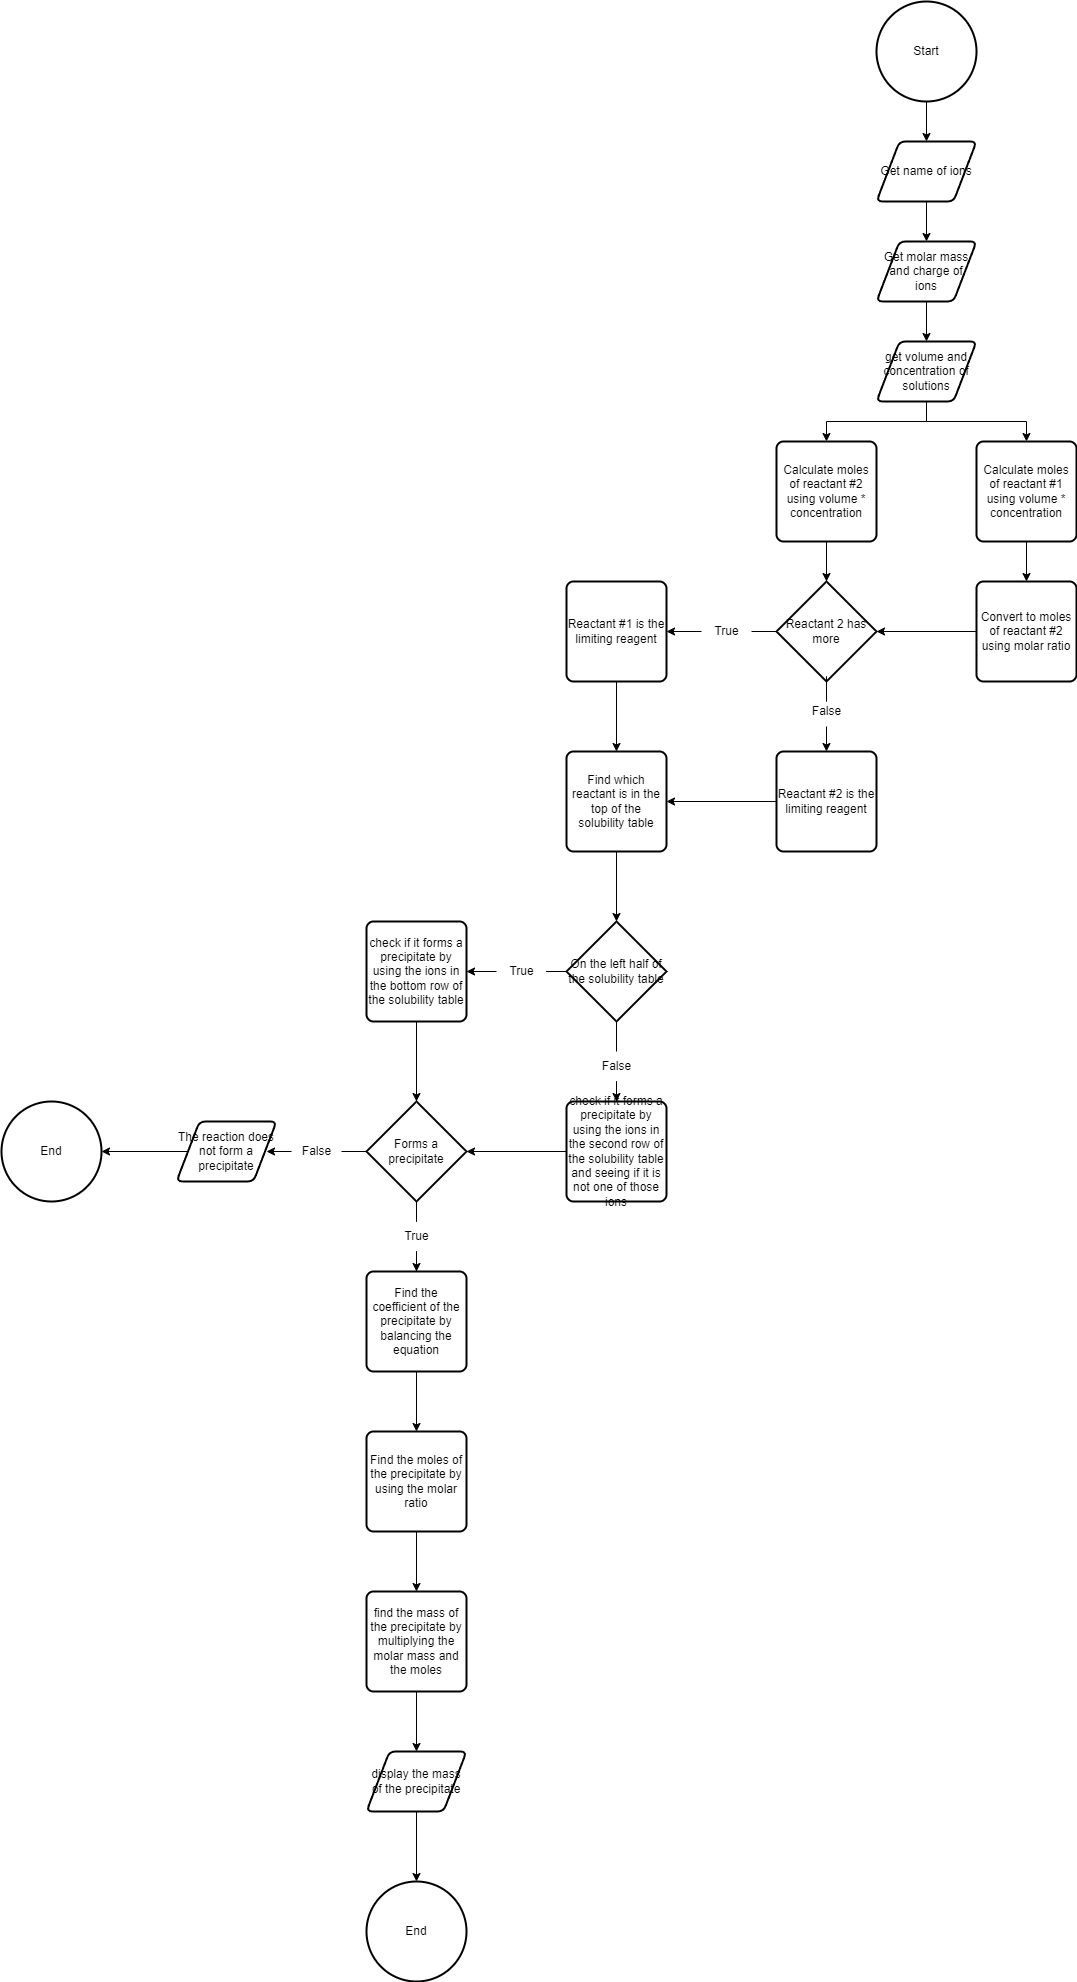 Start
Get name of ions
Get molar mass
and charge of
ions
get volume and
concentration of
solutions
Calculate moles
of reactant #2
using volume *
concentration
Calculate moles
of reactant #1
using volume *
concentration
Reactant #1 is the
limiting reagent
True
Reactant 2 has
more
Convert to moles
of reactant #2
using molar ratio
False
Find which
reactant is in the
top of the
solubility table
Reactant #2 is the
limiting reagent
check if it forms a
precipitate by
using the ions in
the bottom row of
the solubility table
True
On the left half of
the solubility table
False
End
The reaction does
not form a
precipitate
False
Forms a
precipitate
check if it forms a
precipitate by
using the ions in
the second row of
the solubility table
and seeing if it is
not one of those
ions
True
Find the
coefficient of the
precipitate by
balancing the
equation
Find the moles of
the precipitate by
using the molar
ratio
find the mass of
the precipitate by
multiplying the
molar mass and
the moles
display the mass
of the precipitate
End